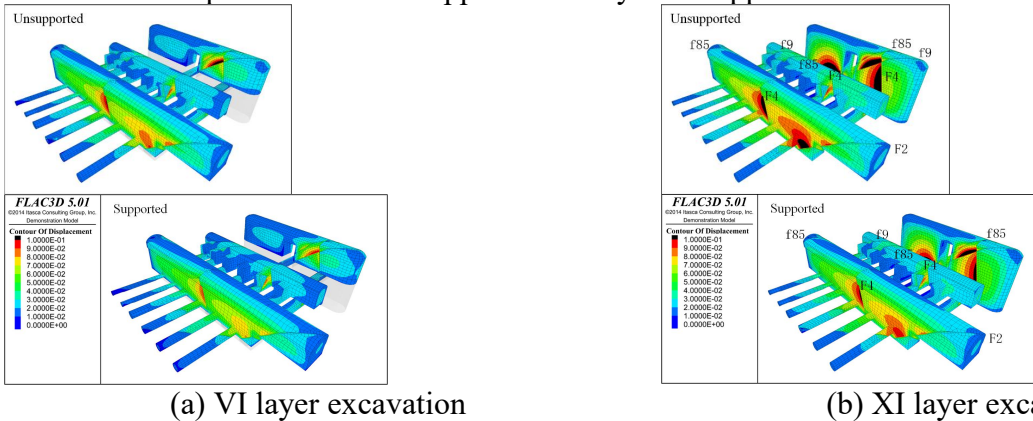 Unsupported
FLAC3D 5.01
©2014 Itasca Consulting Group, Inc.
Demonstration Model
Contour Of Displacement
1.0000E-01
9.0000E-02
8.0000E-02
7.0000E-02
6.0000E-02
5.0000E-02
4.0000E-02
3.0000E-02
2.0000E-02
1.0000E-02
0.0000E+00
Supported
(a) VI layer excavation
Unsupported
f85
f9
f85
f85
f9
F4
F4
F4
F2
FLAC3D 5.01
©2014 Itasca Consulting Group, Inc.
Demonstration Model
Contour Of Displacement
1.0000E-01
9.0000E-02
8.0000E-02
7.0000E-02
6.0000E-02
5.0000E-02
4.0000E-02
3.0000E-02
2.0000E-02
1.0000E-02
0.0000E+00
Supported
f85
f9
f85
f85
F4
F4
F2
(b) XI layer exca